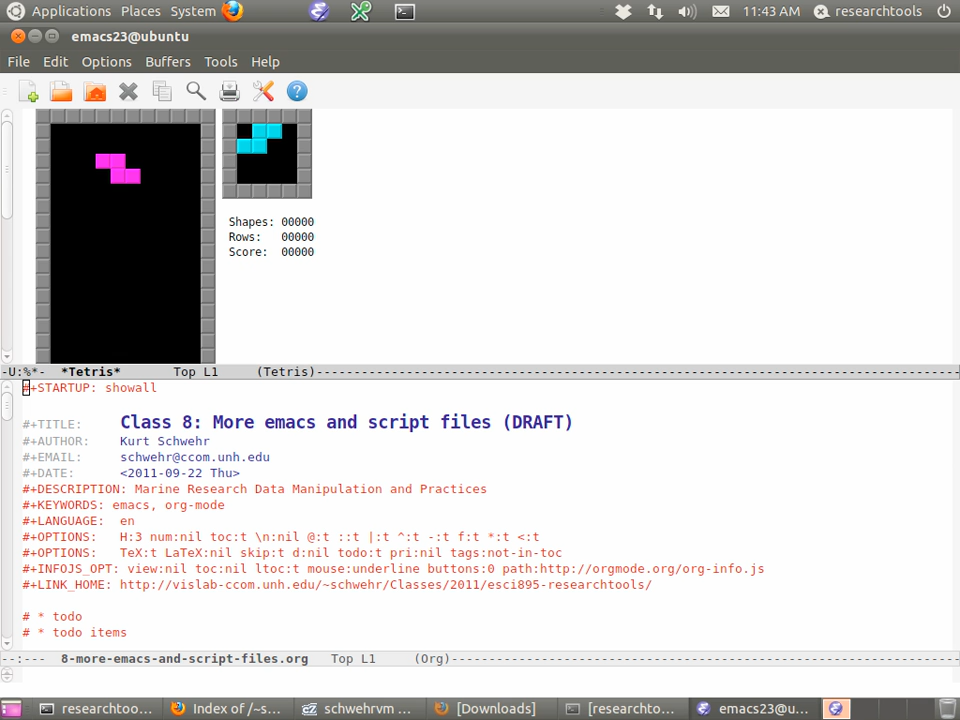 Applications Places System 11:43 AM researchtools
emacs23@ubuntu
File Edit Options Buffers Tools Help
Shapes: 00000
Rows: 00000
Score: 00000
-U:%*- *Tetris* Top L1 (Tetris)--------------------------------------------------
#+STARTUP: showall
#+TITLE: Class 8: More emacs and script files (DRAFT)
#+AUTHOR: Kurt Schwehr
#+EMAIL: schwehr@ccom.unh.edu
#+DATE: <2011-09-22 Thu>
#+DESCRIPTION: Marine Research Data Manipulation and Practices
#+KEYWORDS: emacs, org-mode
#+LANGUAGE: en
#+OPTIONS: H:3 num:nil toc:t \n:nil @:t ::t |:t ^:t -:t f:t *:t <:t
#+OPTIONS: TeX:t LaTeX:nil skip:t d:nil todo:t pri:nil tags:not-in-toc
#+INFOJS_OPT: view:nil toc:nil ltoc:t mouse:underline buttons:0 path:http://orgmode.org/org-info.js
#+LINK_HOME: http://vislab-ccom.unh.edu/~schwehr/Classes/2011/esci895-researchtools/
# * todo
# * todo items
--:--- 8-more-emacs-and-script-files.org Top L1 (Org)--------------------------------------------------
researchtoo... Index of /~s... schwehrvm ... [Downloads] [researchto... emacs23@u...